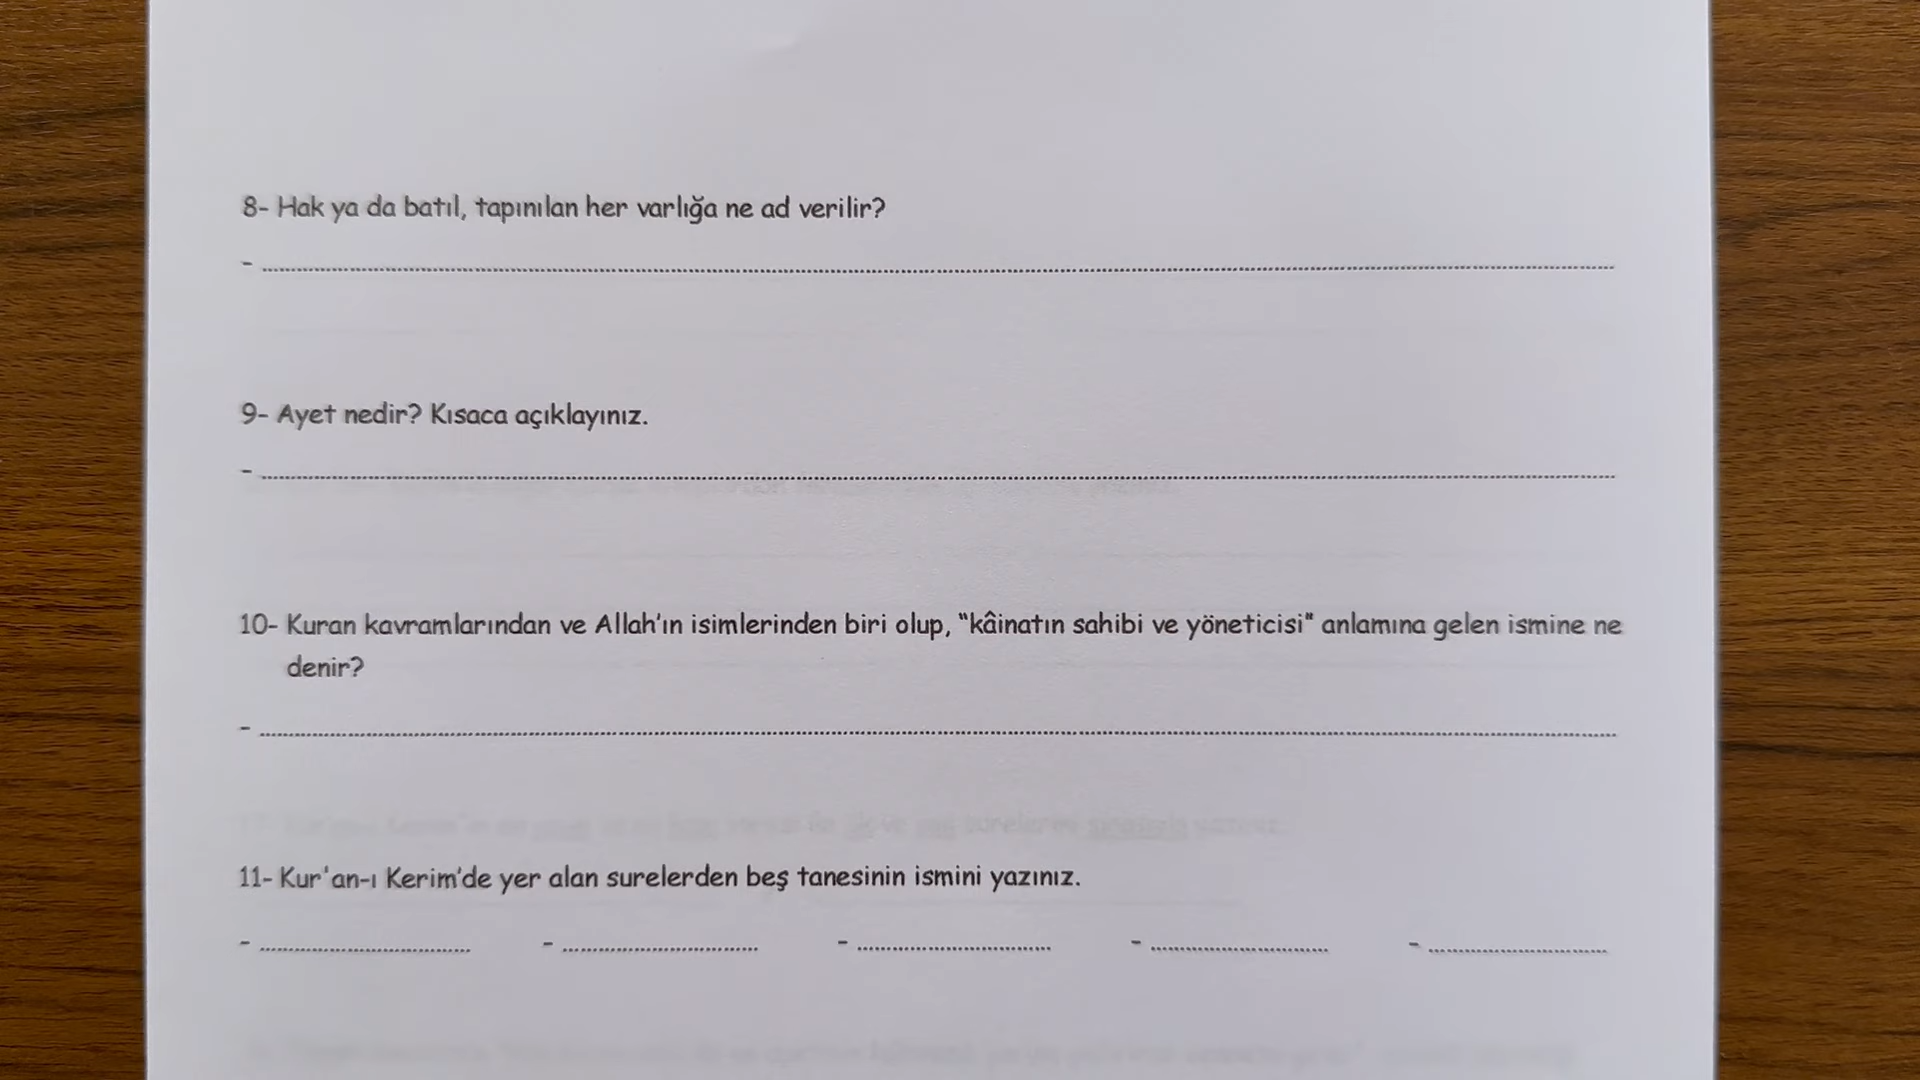 8- Hak ya da batıl, tapınılan her varlığa ne ad verilir?
- ................................................................
9- Ayet nedir? Kısaca açıklayınız.
- ................................................................
10- Kuran kavramlarından ve Allah'ın isimlerinden biri olup, "kâinatın sahibi ve yöneticisi" anlamına gelen ismine ne
denir?
- ................................................................
11- Kur'an-ı Kerim'de yer alan surelerden beş tanesinin ismini yazınız.
- .................... - .................... - .................... - .................... - ....................